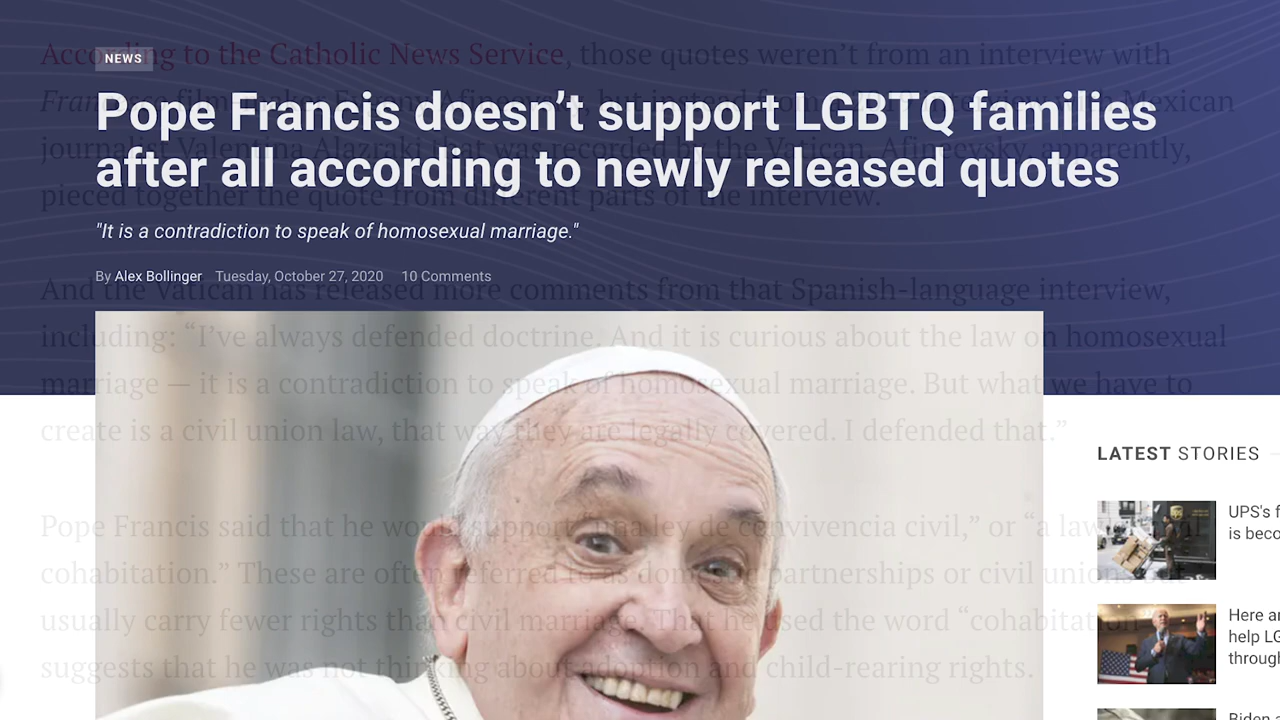 NEWS
Pope Francis doesn’t support LGBTQ families
after all according to newly released quotes
"It is a contradiction to speak of homosexual marriage."
By Alex Bollinger Tuesday, October 27, 2020 10 Comments
According to the Catholic News Service, those quotes weren’t from an interview with
Mexican
journalist Valentina Alazraki that was recorded by the Vatican. Afineevsky, apparently,
pieced together the quote from different parts of the interview.
And the Vatican has released more comments from that Spanish-language interview,
including: “I’ve always defended doctrine. And it is curious about the law on homosexual
marriage — it is a contradiction to speak of homosexual marriage. But what we have to
create is a civil union law, that way they are legally covered. I defended that.”
Pope Francis said that he would support “una ley de convivencia civil,” or “a law
cohabitation.” These are often referred to as domestic partnerships or civil unions but
usually carry fewer rights than civil marriage. That he used the word “cohabitation”
suggests that he was not thinking about adoption and child-rearing rights.
LATEST STORIES
UPS's f
is beco
Here a
help LG
through
Biden